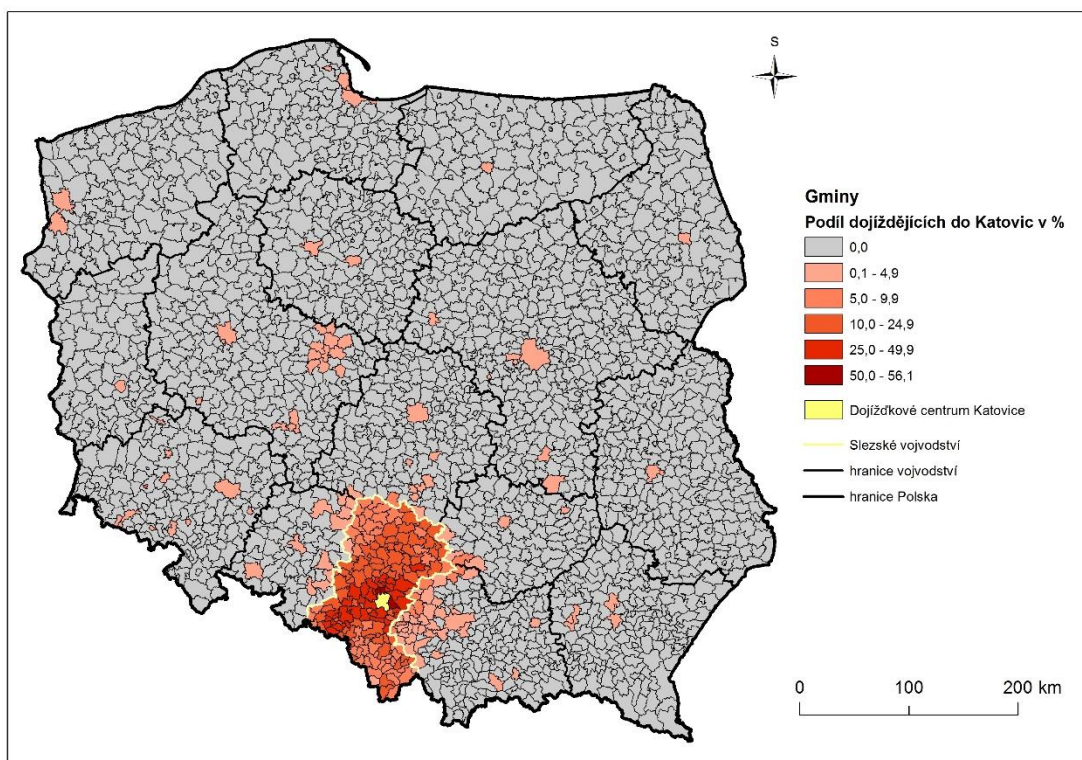 S
Gminy
Podíl dojíždějících do Katovic v %
0,0
0,1 - 4,9
5,0 - 9,9
10,0 - 24,9
25,0 - 49,9
50,0 - 56,1
Dojížďkové centrum Katovice
Slezské vojvodství
hranice vojvodství
hranice Polska
0 100 200 km